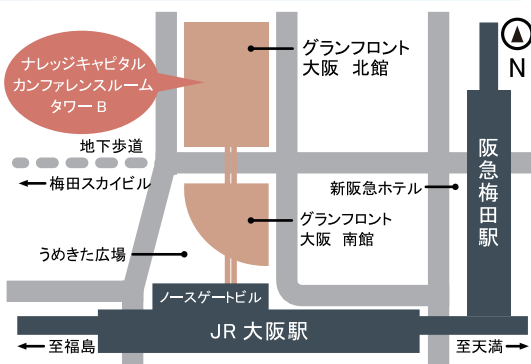 ナレッジキャピタル
カンファレンスルーム
タワー B
グランフロント
大阪 北館
N
地下歩道
梅田スカイビル
新阪急ホテル
阪急梅田駅
グランフロント
大阪 南館
うめきた広場
ノースゲートビル
JR 大阪駅
至福島
至天満